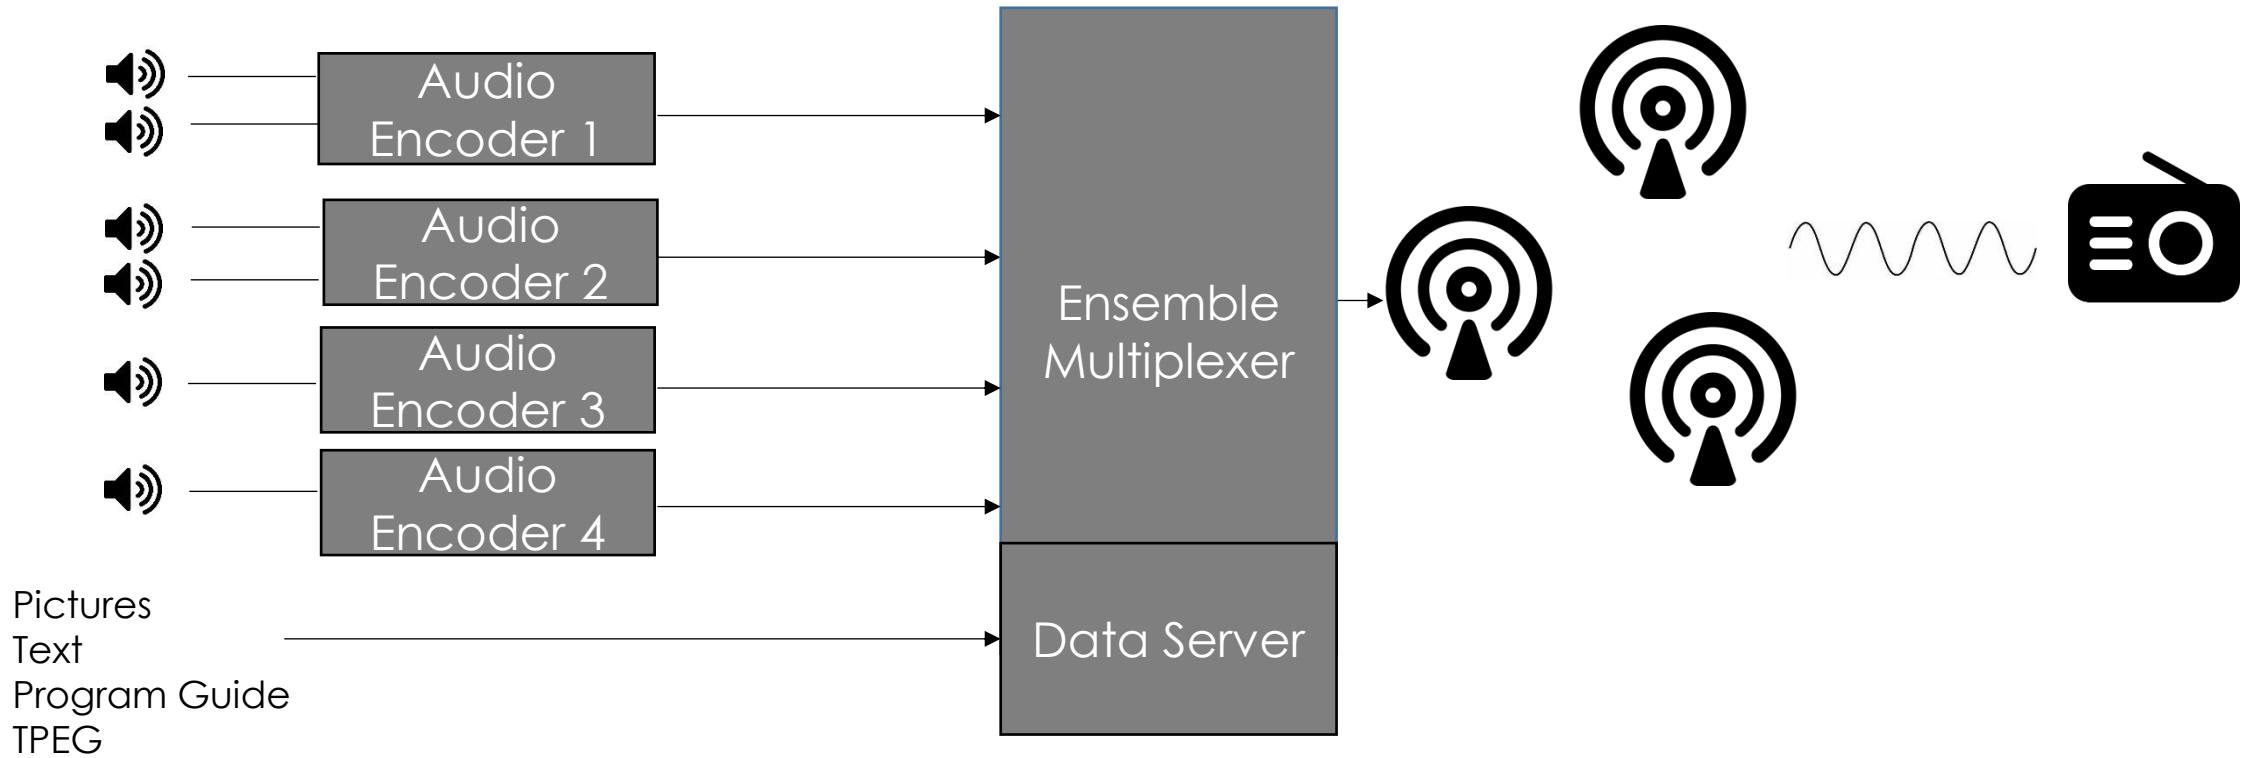 Audio
Encoder 1
Audio
Encoder 2
Audio
Encoder 3
Audio
Encoder 4
Pictures
Text
Program Guide
TPEG
Ensemble
Multiplexer
Data Server